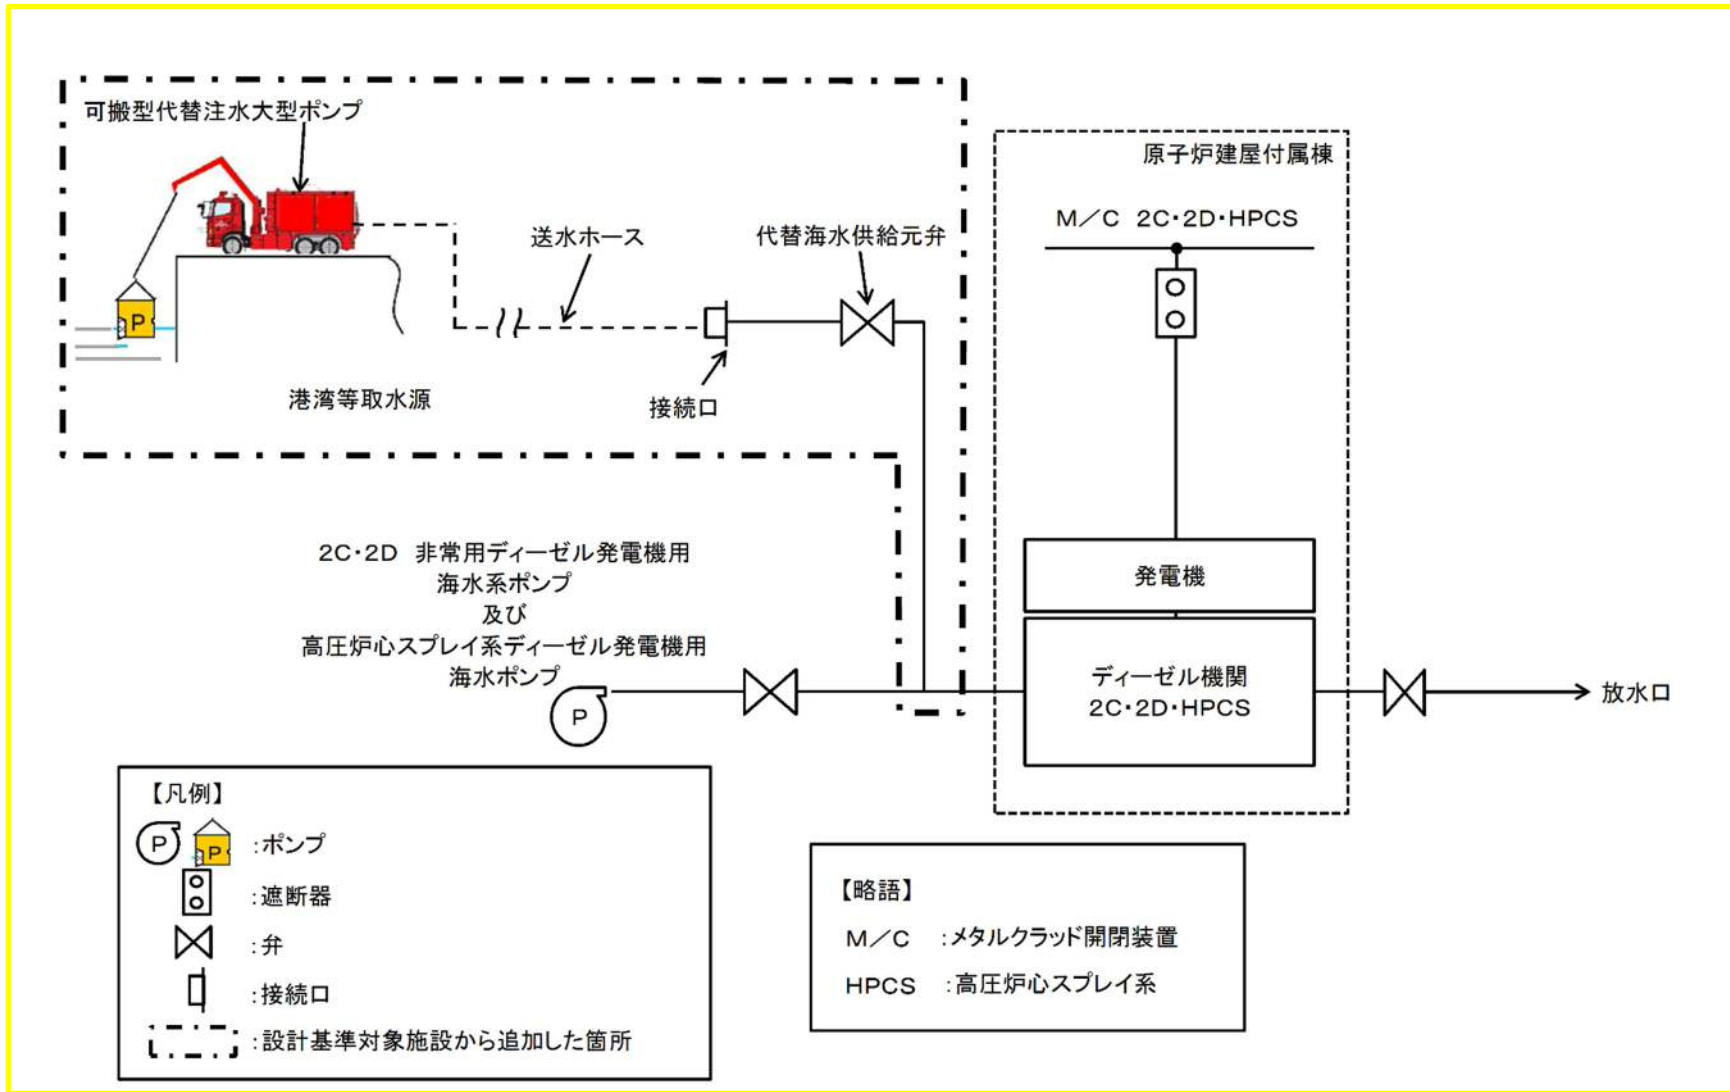 可搬型代替注水大型ポンプ
原子炉建屋付属棟
M/C 2C・2D・HPCS
送水ホース
代替海水供給元弁
P
港湾等取水源
接続口
2C・2D 非常用ディーゼル発電機用
海水系ポンプ
及び
高圧炉心スプレイ系ディーゼル発電機用
海水ポンプ
P
発電機
ディーゼル機関
2C・2D・HPCS
放水口
【凡例】
P P :ポンプ
:遮断器
:弁
:接続口
:設計基準対象施設から追加した箇所
【略語】
M/C :メタルクラッド開閉装置
HPCS :高圧炉心スプレイ系